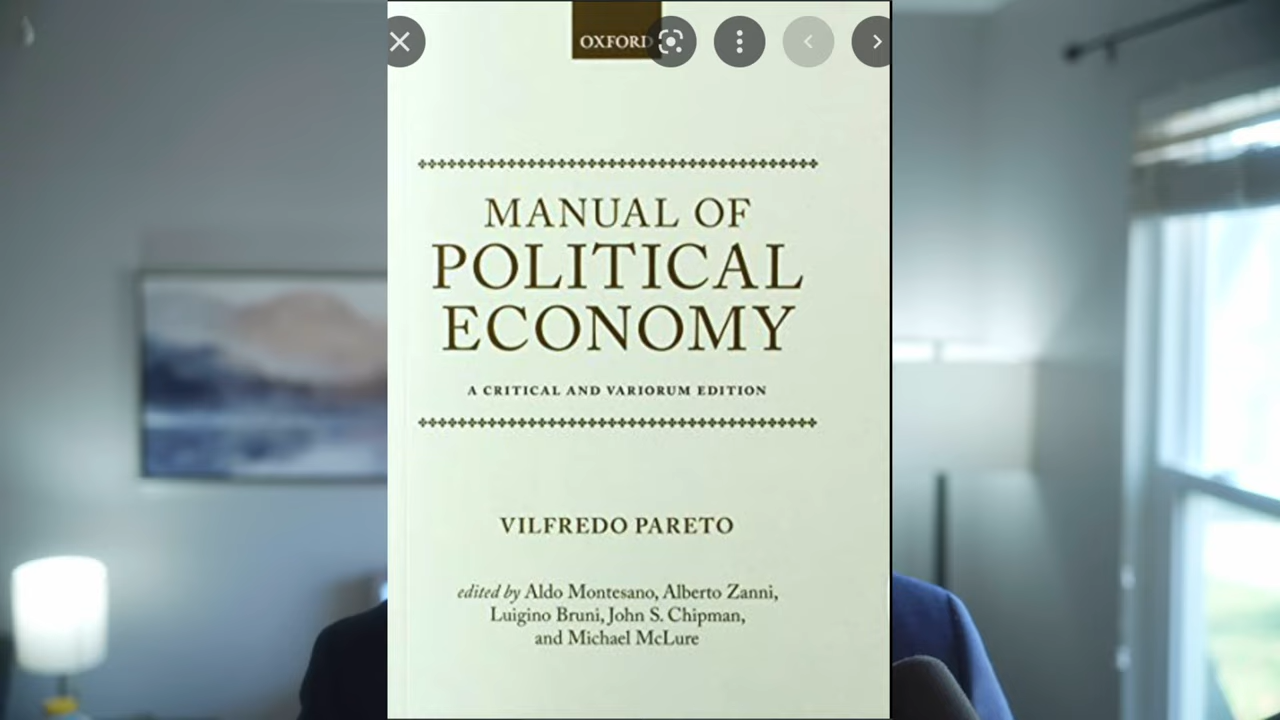 OXFORD
MANUAL OF
POLITICAL
ECONOMY
A CRITICAL AND VARIORUM EDITION
VILFREDO PARETO
edited by Aldo Montesano, Alberto Zanni,
Luigino Bruni, John S. Chipman,
and Michael McLure